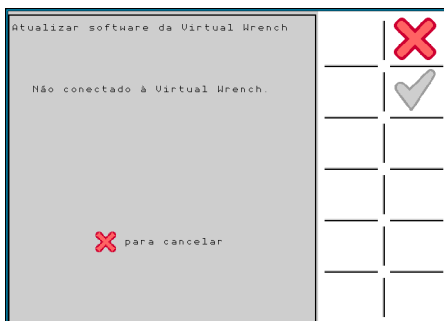 Atualizar software da Virtual Wrench
Não conectado à Virtual Wrench.
para cancelar